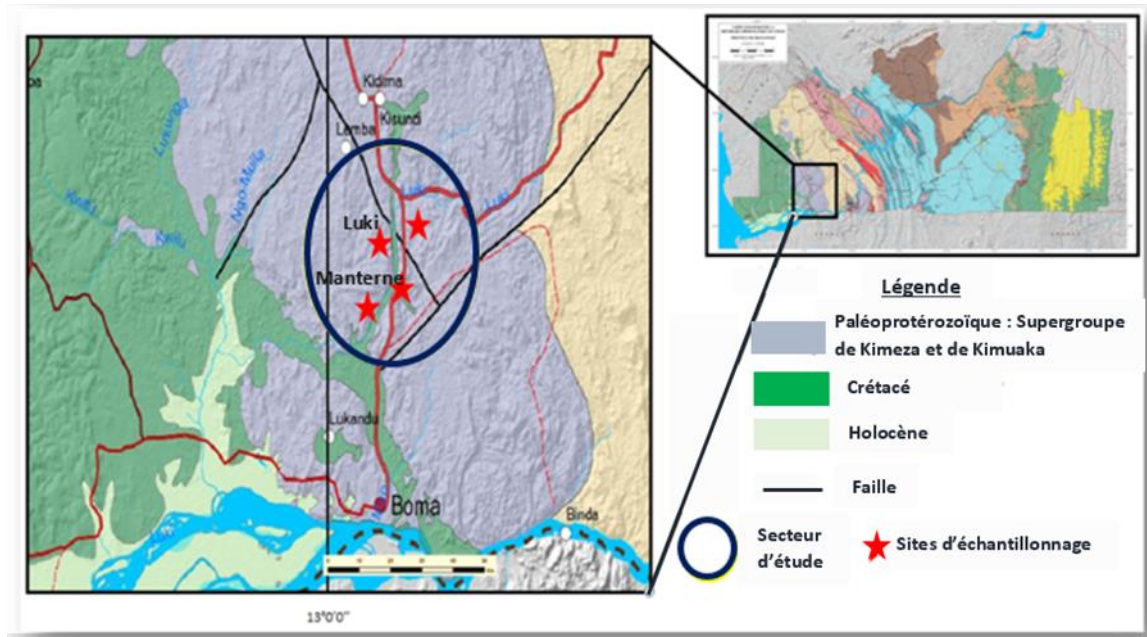 Kidima
Kisundi
Lemba
Ngo-Muila
Luki
Luki
Manterne
Lukandu
Boma
Binda
13°0'0"
Légende
Paléoprotérozoïque : Supergroupe
de Kimeza et de Kimuaka
Crétacé
Holocène
Faille
Secteur
d'étude
Sites d'échantillonnage